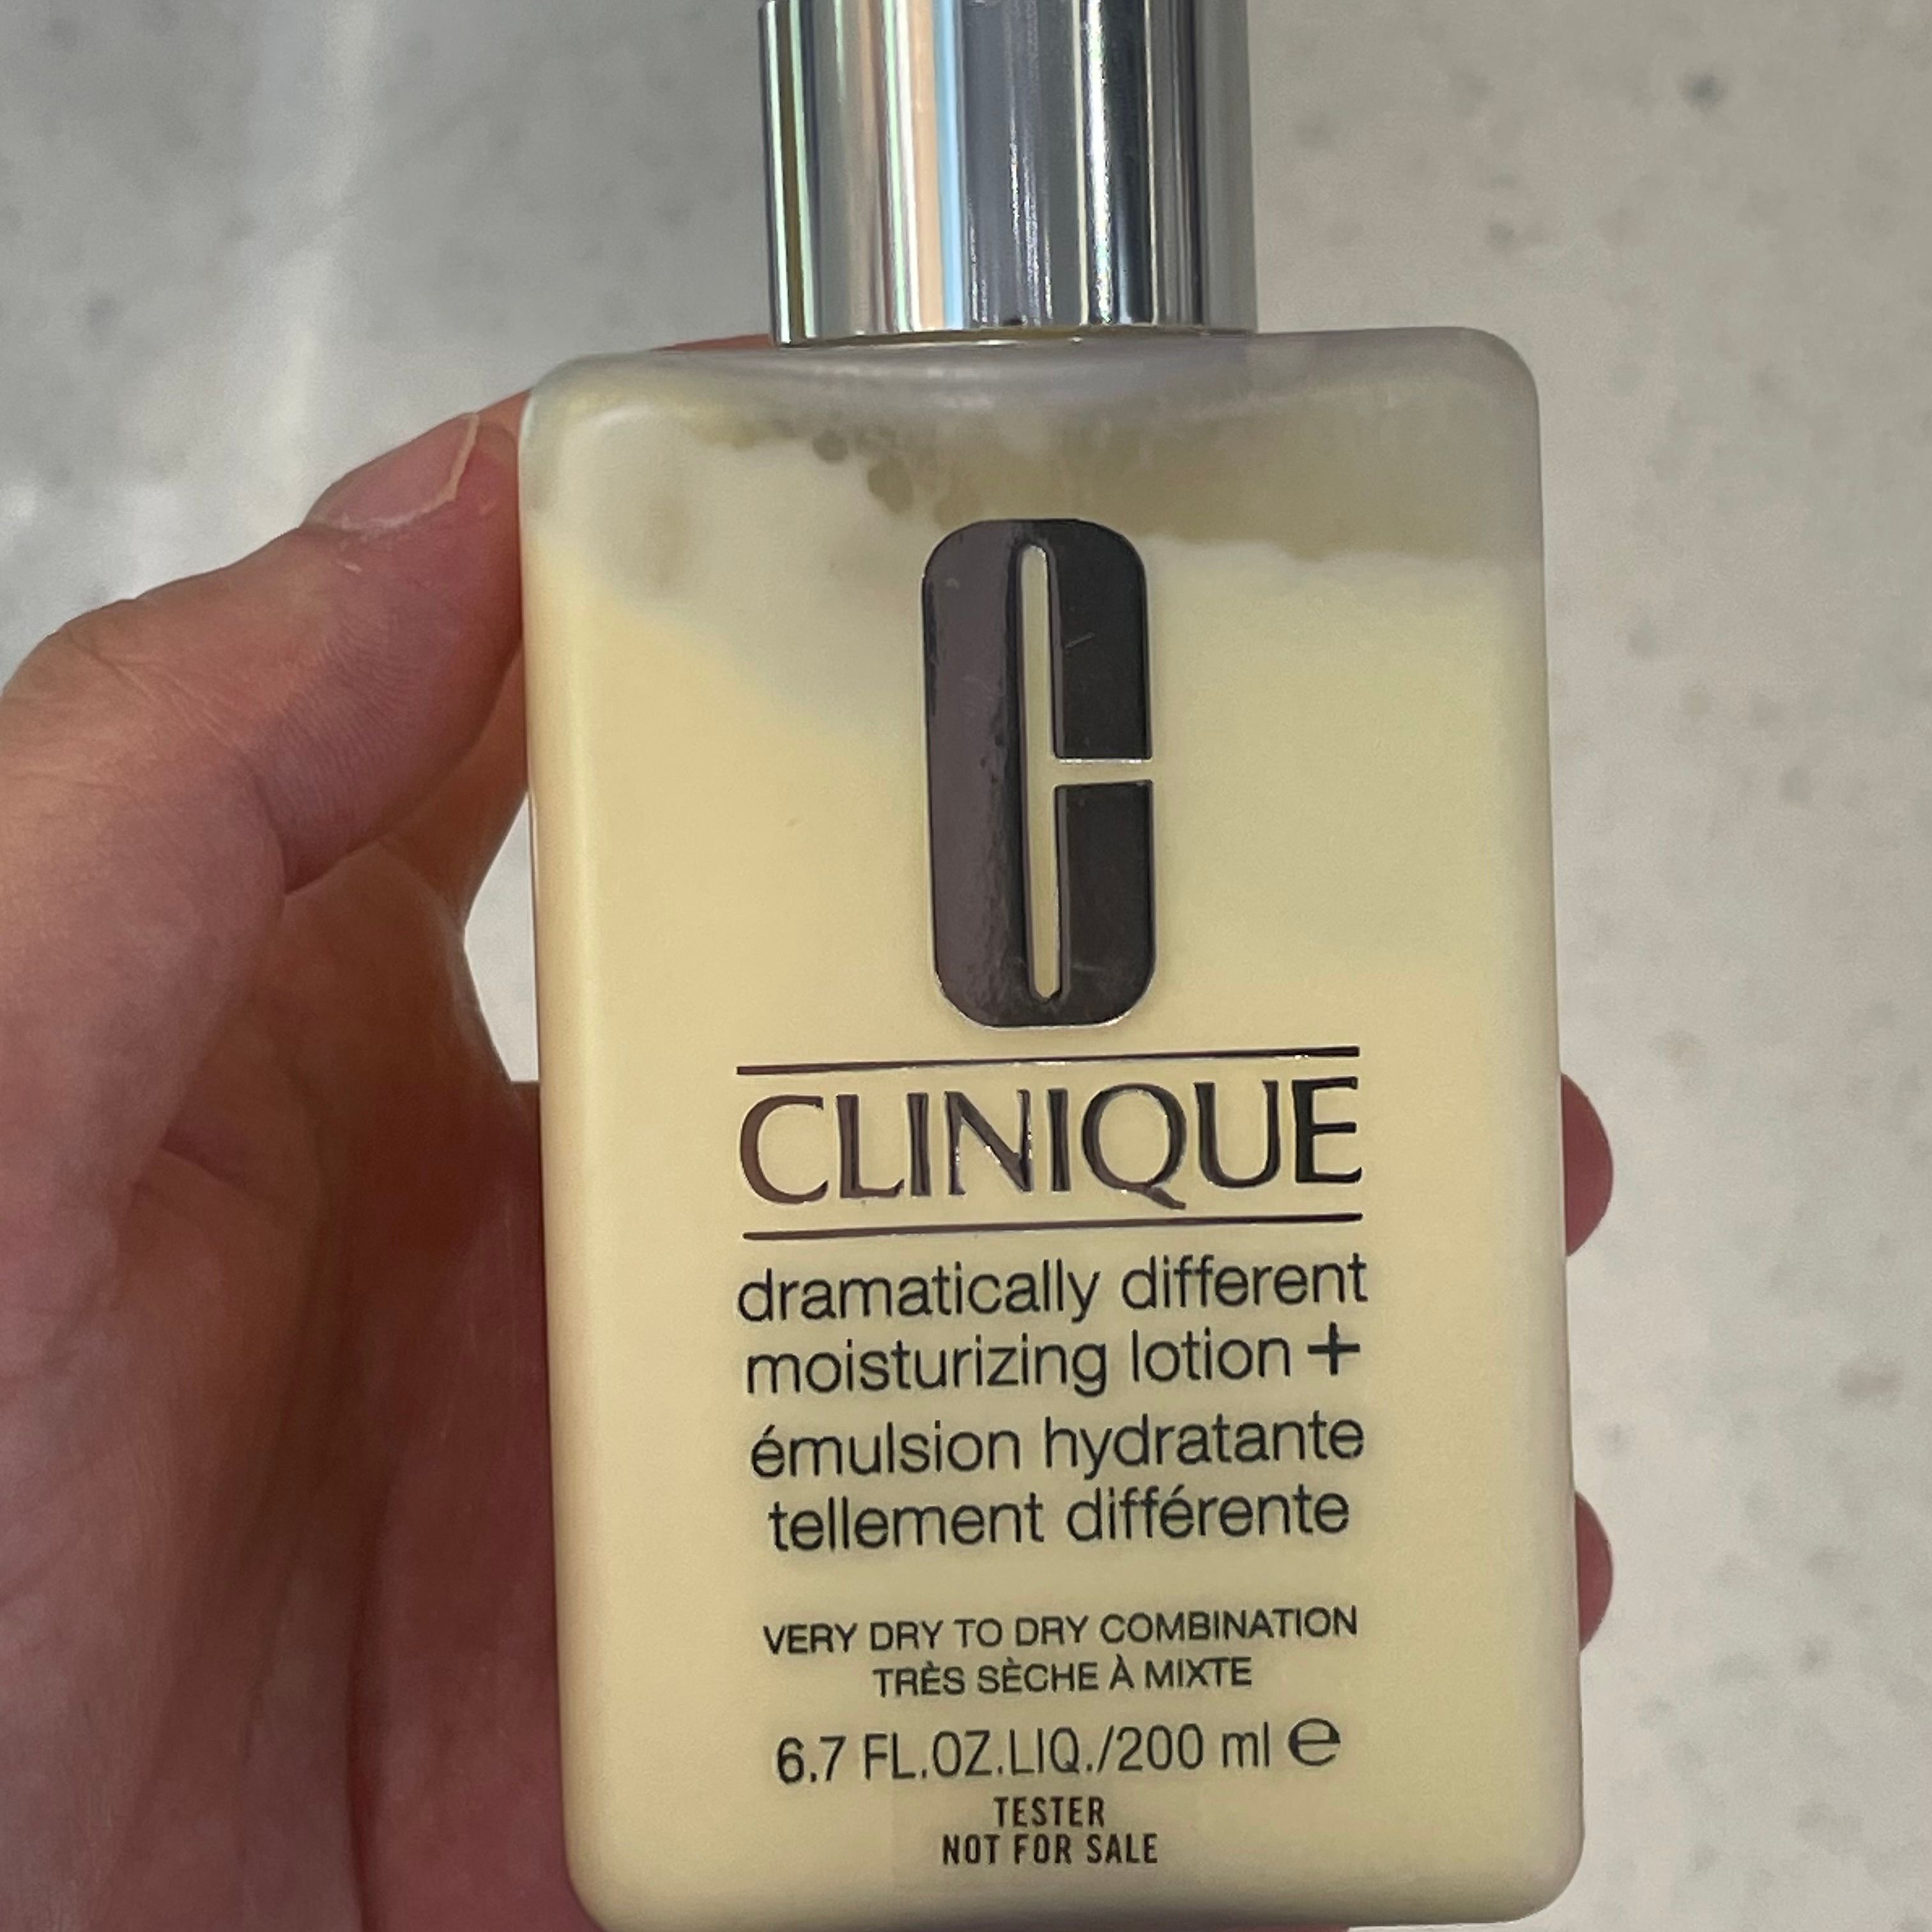 C
CLINIQUE
dramatically different
moisturizing lotion +
émulsion hydratante
tellement différente
VERY DRY TO DRY COMBINATION
TRÈS SÈCHE À MIXTE
6.7 FL.OZ.LIQ./200 ml e
TESTER
NOT FOR SALE